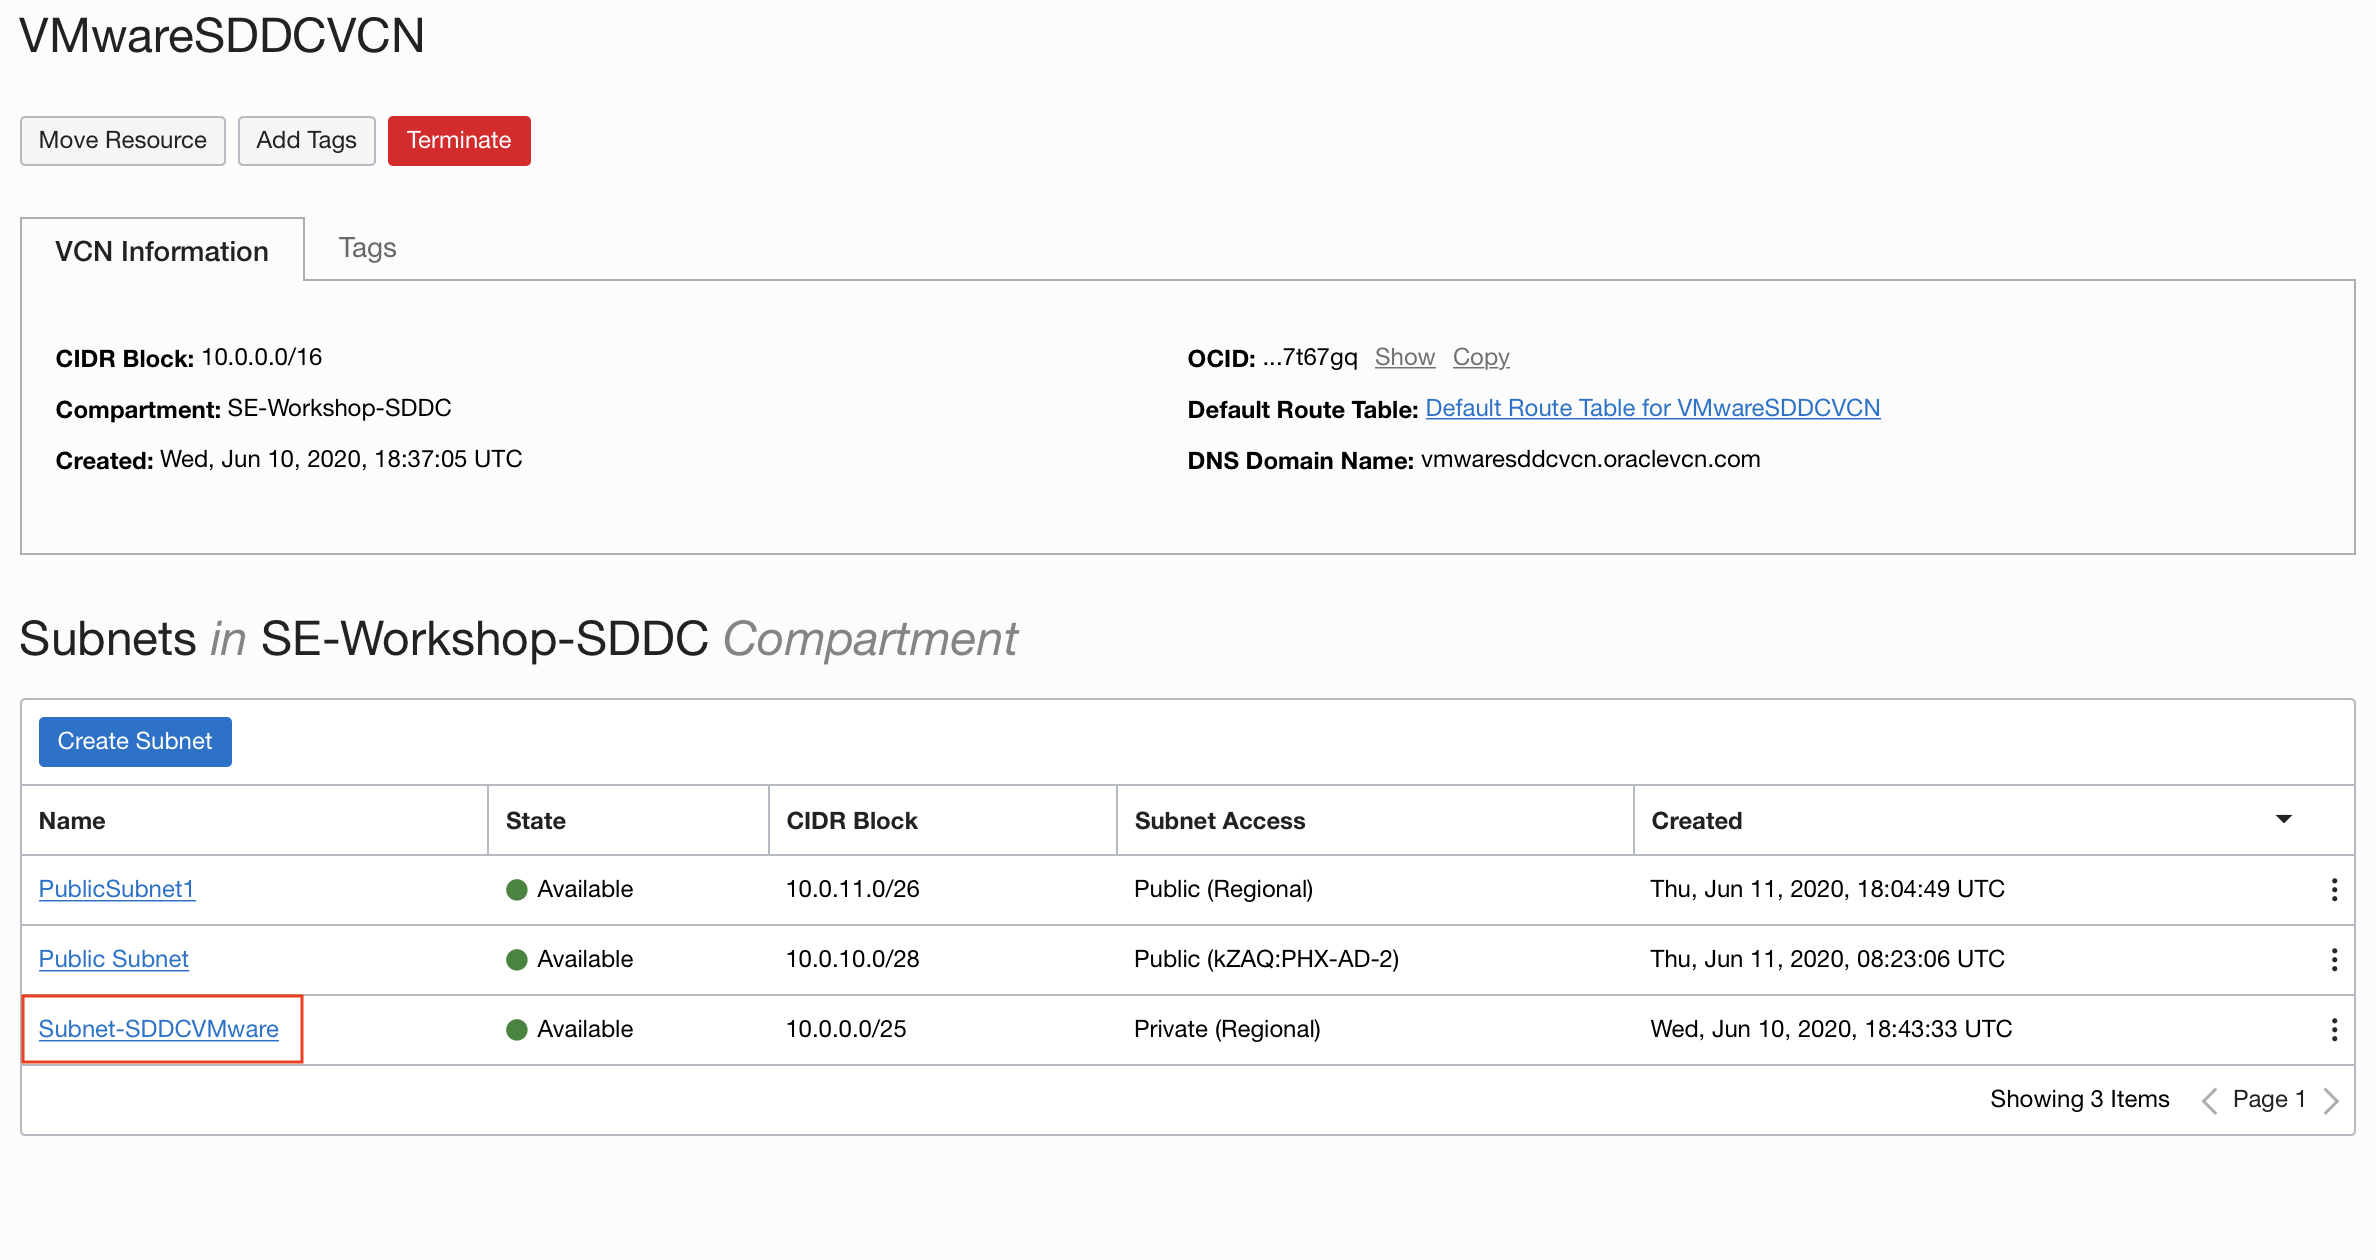 VMwareSDDCVCN
Move Resource Add Tags Terminate
VCN Information Tags
CIDR Block: 10.0.0.0/16 OCID: ...7t67gq Show Copy
Compartment: SE-Workshop-SDDC Default Route Table: Default Route Table for VMwareSDDCVCN
Created: Wed, Jun 10, 2020, 18:37:05 UTC DNS Domain Name: vmwaresddcvcn.oraclevcn.com
Subnets in SE-Workshop-SDDC Compartment
Create Subnet
Name State CIDR Block Subnet Access Created
PublicSubnet1 Available 10.0.11.0/26 Public (Regional) Thu, Jun 11, 2020, 18:04:49 UTC
Public Subnet Available 10.0.10.0/28 Public (kZAQ:PHX-AD-2) Thu, Jun 11, 2020, 08:23:06 UTC
Subnet-SDDCVMware Available 10.0.0.0/25 Private (Regional) Wed, Jun 10, 2020, 18:43:33 UTC
Showing 3 Items Page 1